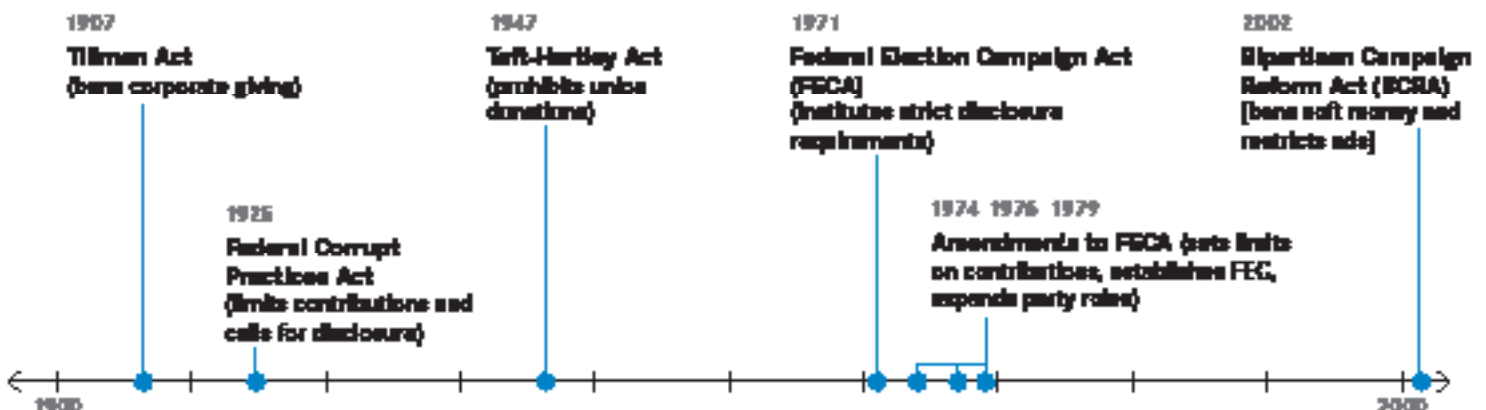 1907
Tillman Act
(bans corporate giving)
1925
Federal Corrupt
Practices Act
(limits contributions and
calls for disclosure)
1947
Taft-Hartley Act
(prohibits union
donations)
1971
Federal Election Campaign Act
(FECA]
(institutes strict disclosure
requirements)
1974 1976 1979
Amendments to FECA (sets limits
on contributions, establishes FEC,
expands party roles)
2002
Bipartisan Campaign
Reform Act (BCRA)
[bans soft money and
restricts ads]
1900
2000